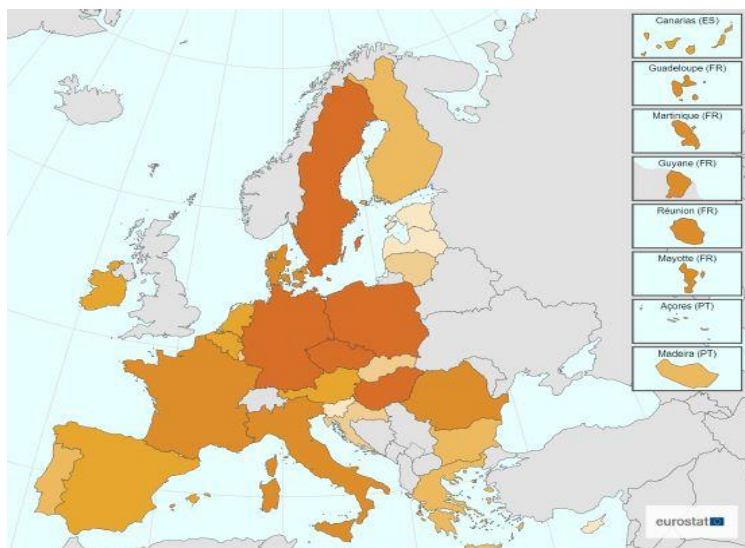 Canarias (ES)
Guadeloupe (FR)
Martinique (FR)
Guyane (FR)
Réunion (FR)
Mayotte (FR)
Açores (PT)
Madeira (PT)
eurostat